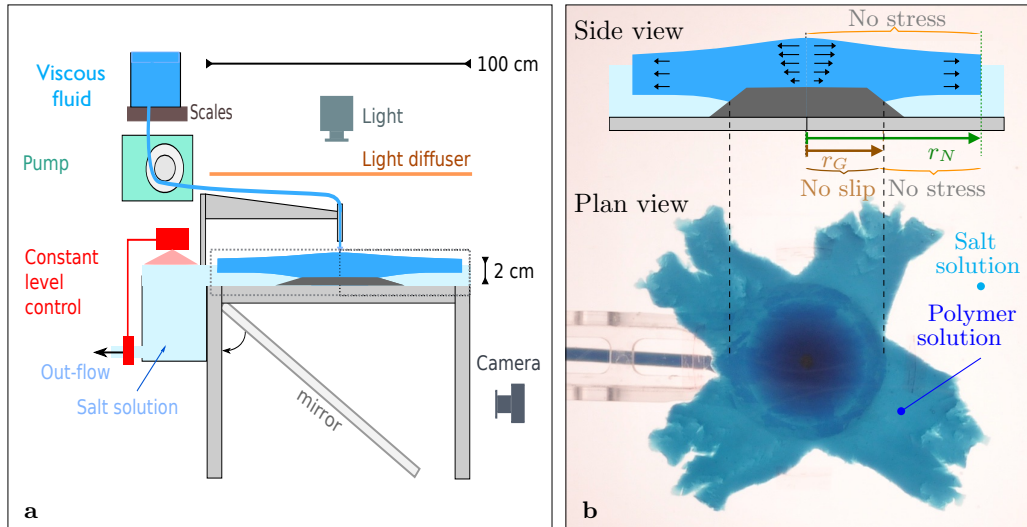 Viscous
fluid
Scales
Pump
100 cm
Light
Light diffuser
Constant
level
control
2 cm
Out-flow
Salt solution
mirror
Camera
a
Side view
No stress
r_G
r_N
No slip
No stress
Plan view
Salt
solution
Polymer
solution
b